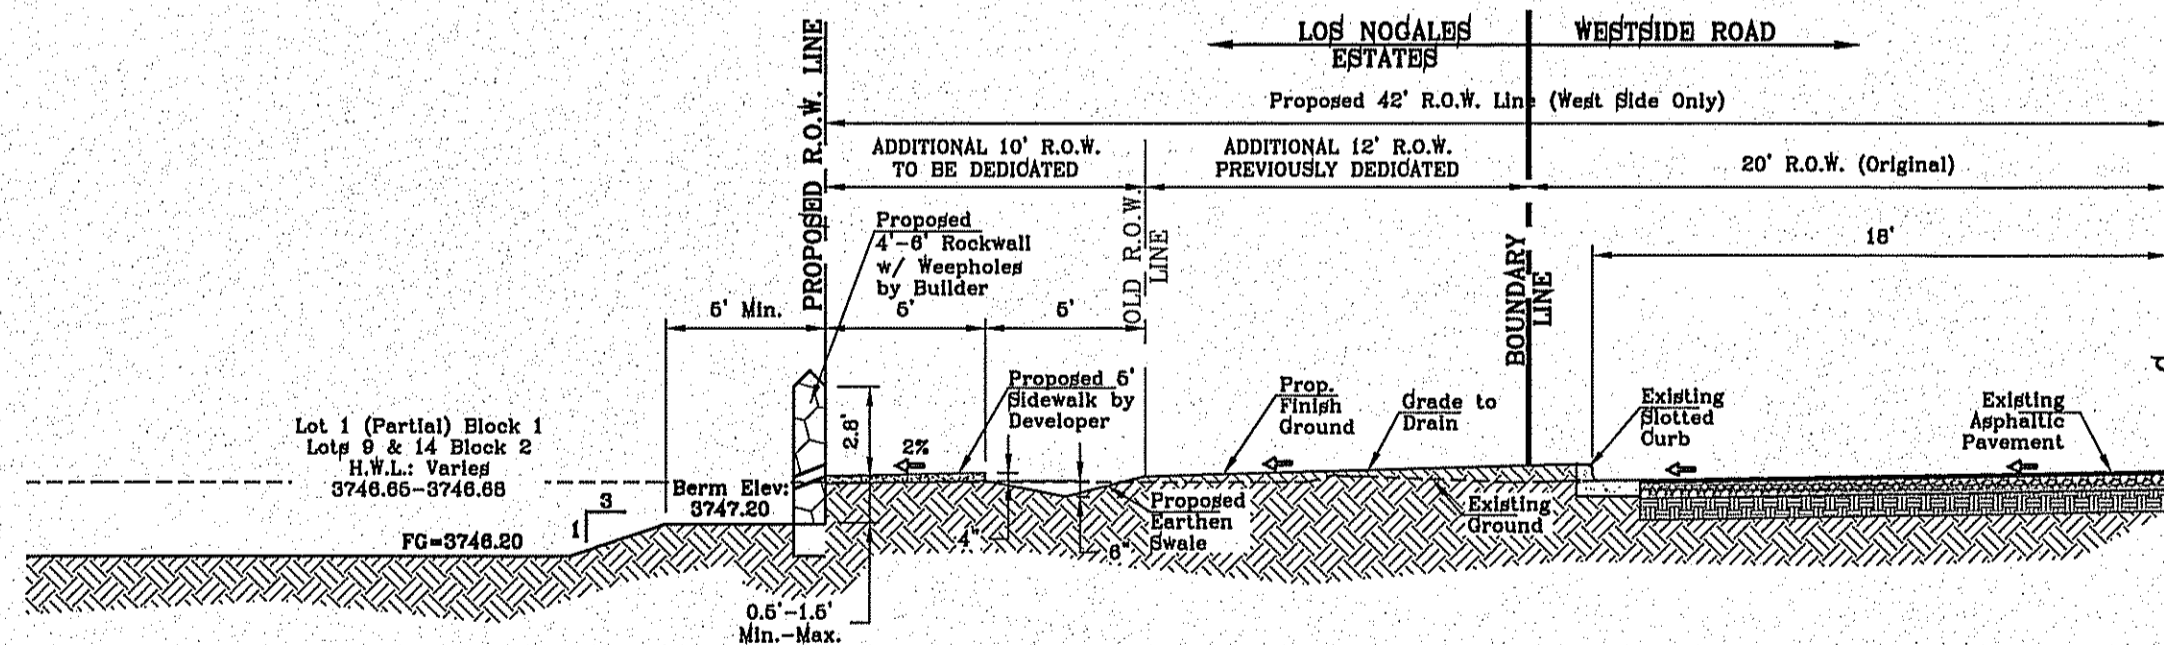 LOS NOGALES
ESTATES
WESTSIDE ROAD
Proposed 42' R.O.W. Line (West Side Only)
PROPOSED R.O.W. LINE
ADDITIONAL 10' R.O.W.
TO BE DEDICATED
ADDITIONAL 12' R.O.W.
PREVIOUSLY DEDICATED
20' R.O.W. (Original)
OLD R.O.W.
LINE
BOUNDARY
LINE
18'
Proposed
4'-6' Rockwall
w/ Weepholes
by Builder
5' Min.
5'
5'
Proposed 5'
Sidewalk by
Developer
Prop.
Finish
Ground
Grade to
Drain
Existing
Slotted
Curb
Existing
Asphaltic
Pavement
2.8'
2%
Lot 1 (Partial) Block 1
Lots 9 & 14 Block 2
H.W.L.: Varies
3746.65-3746.68
Berm Elev:
3747.20
3
1
FG=3746.20
4"
6"
Proposed
Earthen
Swale
Existing
Ground
0.5'-1.5'
Min.-Max.